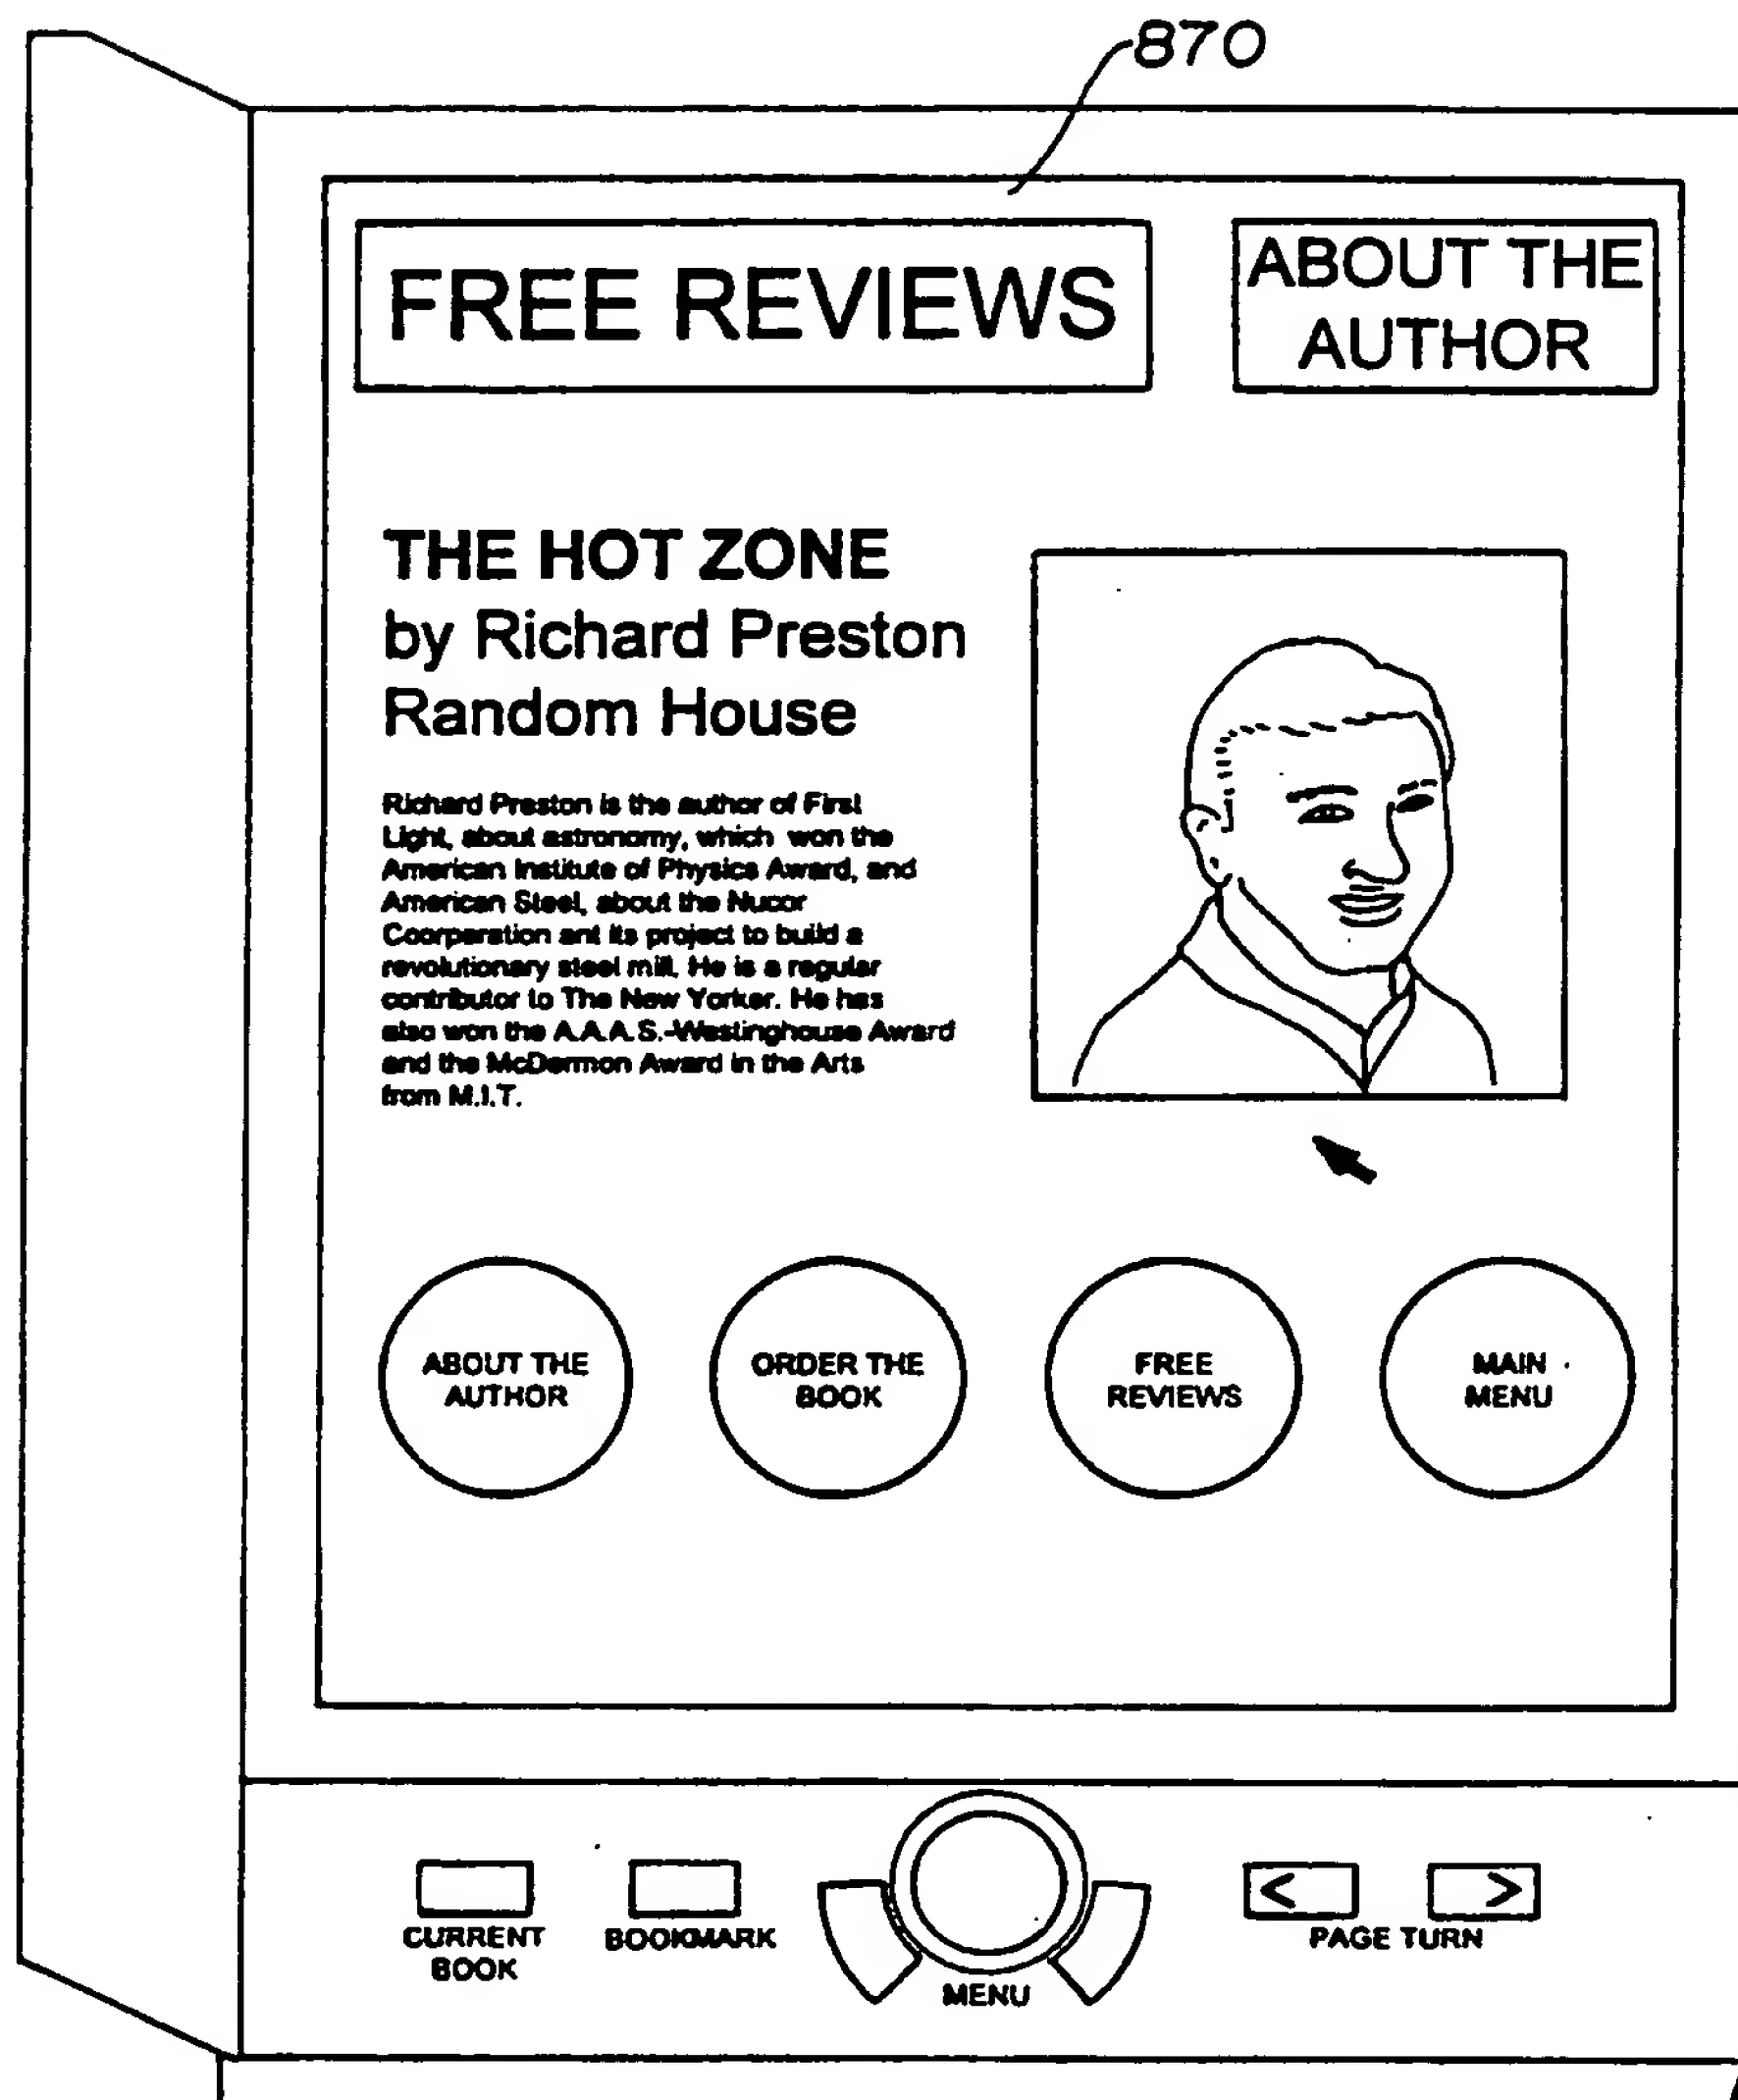 870
FREE REVIEWS
ABOUT THE
AUTHOR
THE HOT ZONE
by Richard Preston
Random House
Richard Preston is the author of First
Light, about astronomy, which won the
American Institute of Physics Award, and
American Steel, about the Nucor
Coorperation ant its project to build a
revolutionary steel mill. He is a regular
contributor to The New Yorker. He has
also won the A.A.A.S.-Westinghouse Award
and the McDermon Award in the Arts
from M.I.T.
ABOUT THE
AUTHOR
ORDER THE
BOOK
FREE
REVIEWS
MAIN
MENU
CURRENT
BOOK
BOOKMARK
MENU
< >
PAGE TURN